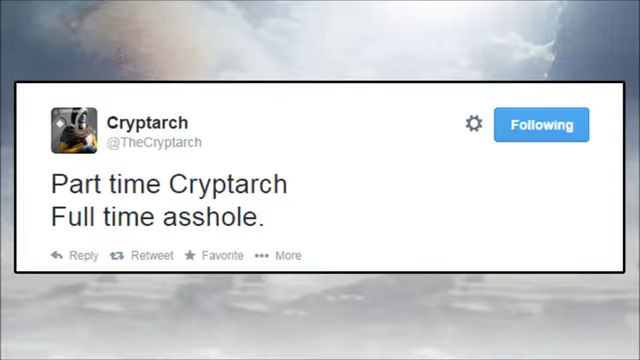 Cryptarch
@TheCryptarch
Following
Part time Cryptarch
Full time asshole.
Reply Retweet Favorite More